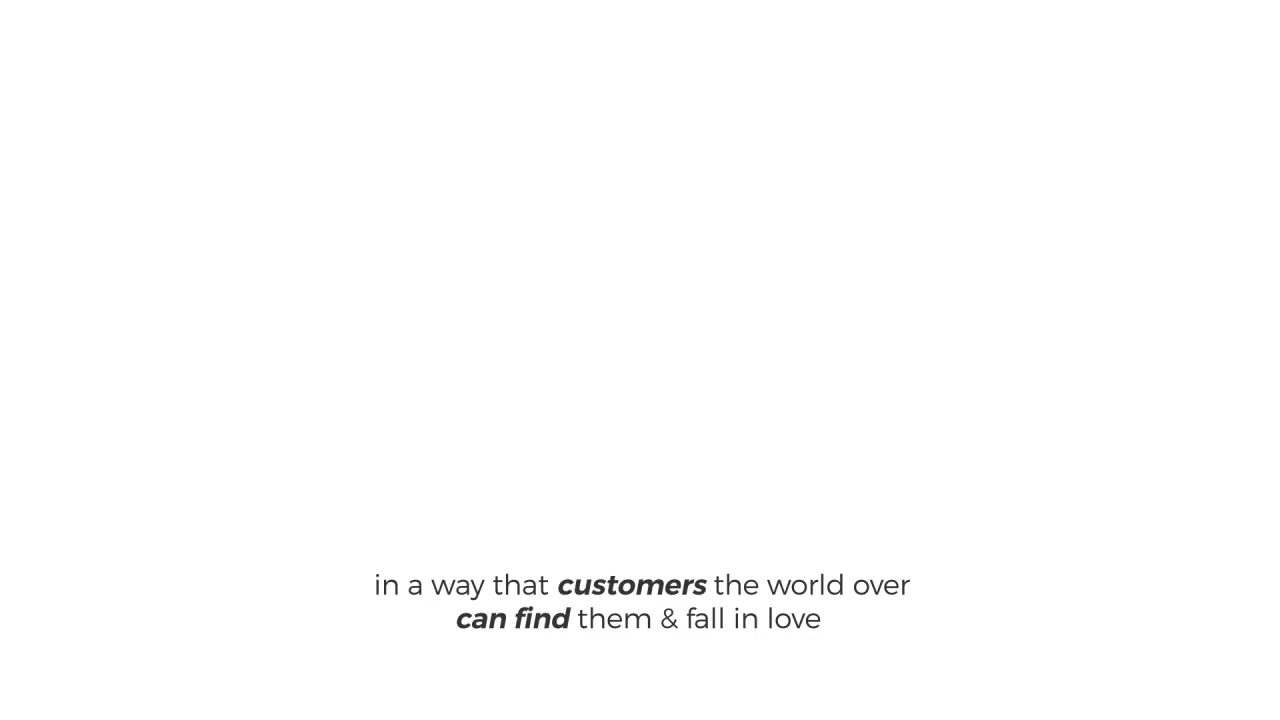 in a way that customers the world over
can find them & fall in love